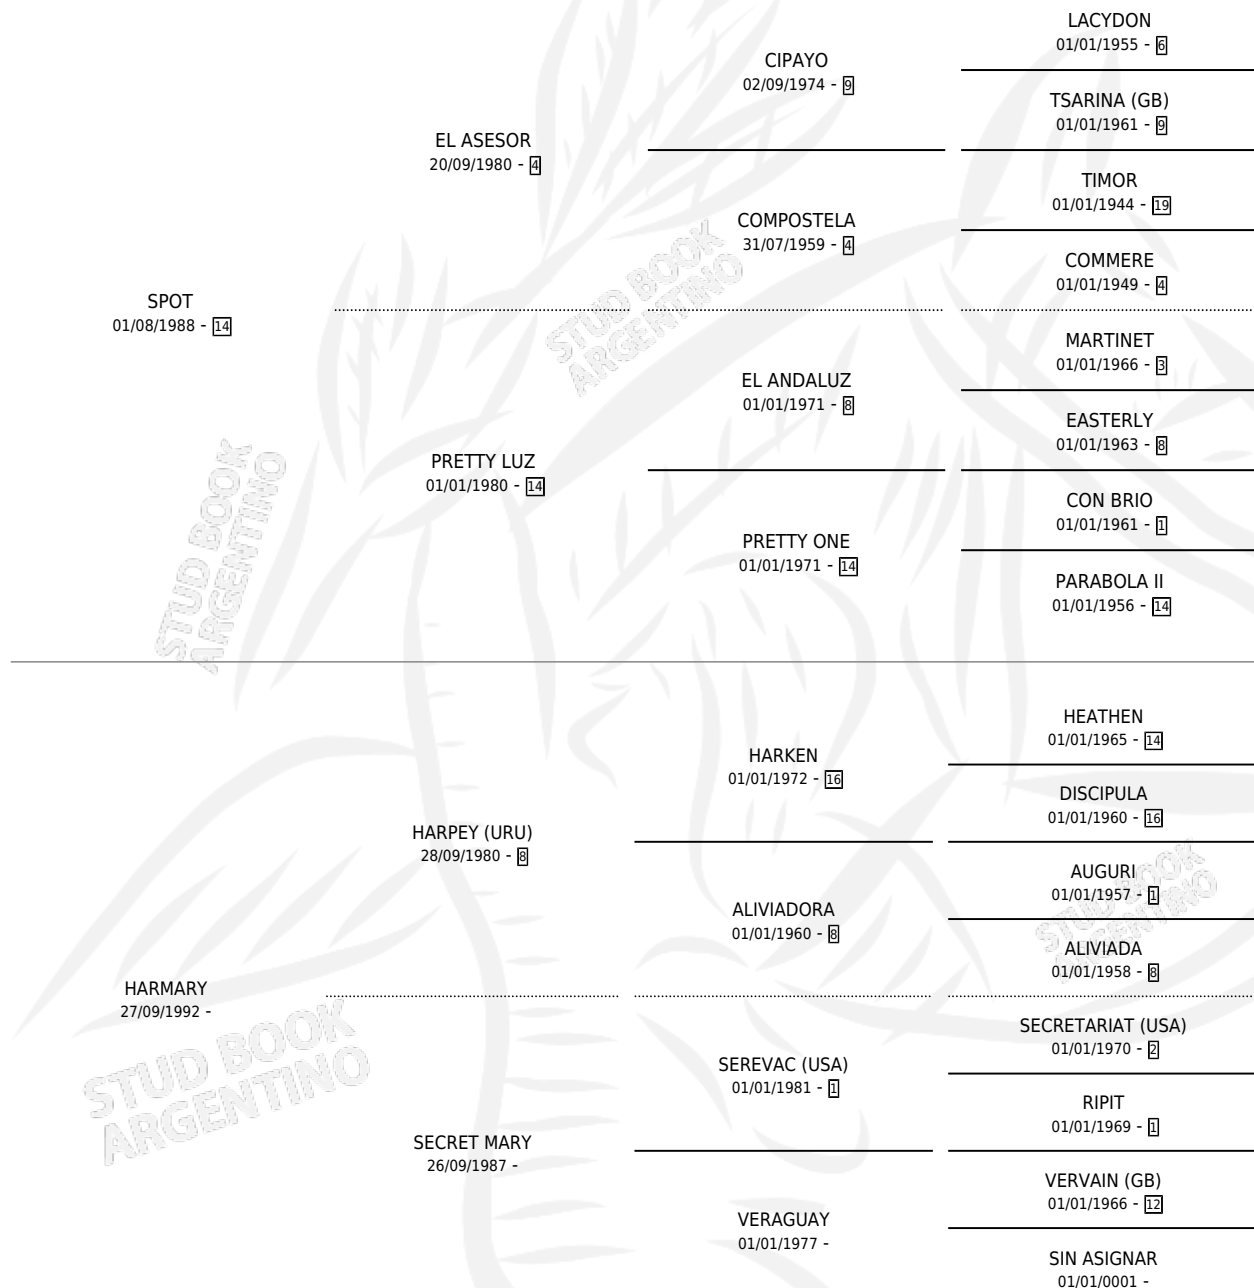 LACYDON
01/01/1955 - 6
CIPAYO
02/09/1974 - 9
TSARINA (GB)
01/01/1961 - 9
EL ASESOR
20/09/1980 - 4
TIMOR
01/01/1944 - 19
COMPOSTELA
31/07/1959 - 4
COMMERE
01/01/1949 - 4
SPOT
01/08/1988 - 14
STUD BOOK
ARGENTINO
MARTINET
01/01/1966 - 3
EL ANDALUZ
01/01/1971 - 8
EASTERLY
01/01/1963 - 8
PRETTY LUZ
01/01/1980 - 14
CON BRIO
01/01/1961 - 1
PRETTY ONE
01/01/1971 - 14
PARABOLA II
01/01/1956 - 14
STUD BOOK
ARGENTINO
HEATHEN
01/01/1965 - 14
HARKEN
01/01/1972 - 16
DISCIPULA
01/01/1960 - 16
HARPEY (URU)
28/09/1980 - 8
AUGURI
01/01/1957 - 1
ALIVIADORA
01/01/1960 - 8
ALIVIADA
01/01/1958 - 8
STUD BOOK
ARGENTINO
HARMARY
27/09/1992 -
SECRETARIAT (USA)
01/01/1970 - 2
SEREVAC (USA)
01/01/1981 - 1
RIPIT
01/01/1969 - 1
STUD BOOK
ARGENTINO
SECRET MARY
26/09/1987 -
VERVAIN (GB)
01/01/1966 - 12
VERAGUAY
01/01/1977 -
SIN ASIGNAR
01/01/0001 -